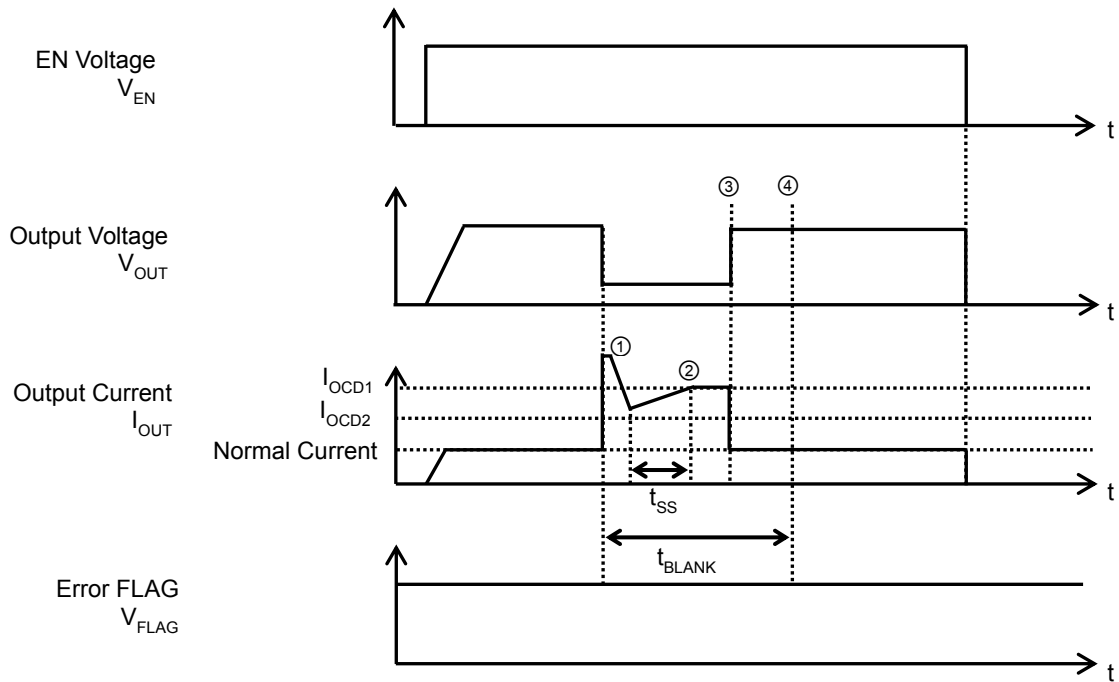 EN Voltage
V_EN
t
③ ④
Output Voltage
V_OUT
t
① ②
Output Current
I_OUT
I_OCD1
I_OCD2
Normal Current
t
t_SS
t_BLANK
Error FLAG
V_FLAG
t